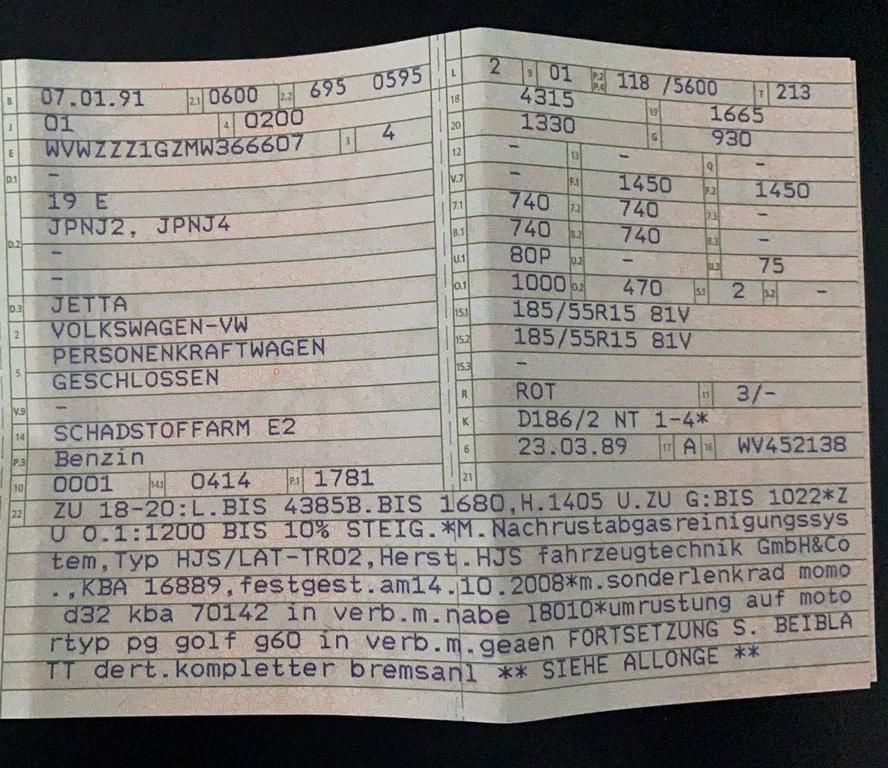 B 07.01.91 2.1 0600 2.2 695 0595
J 01 4 0200
E WVWZZZ1GZMW366607 3 4
D.1 -
19 E
D.2 JPNJ2, JPNJ4
-
-
D.3 JETTA
2 VOLKSWAGEN-VW
5 PERSONENKRAFTWAGEN
GESCHLOSSEN
V.9 -
14 SCHADSTOFFARM E2
P.3 Benzin
10 0001 14.1 0414 P.1 1781
L 2 9 01 P.2 P.4 118 /5600 T 213
18 4315 19 1665
20 1330 G 930
12 - 13 - Q -
V.7 - F.1 1450 F.2 1450
7.1 740 7.2 740 7.3 -
8.1 740 8.2 740 8.3 -
U.1 80P U.2 - U.3 75
O.1 1000 O.2 470 S.1 2 S.2 -
15.1 185/55R15 81V
15.2 185/55R15 81V
15.3 -
R ROT 11 3/-
K D186/2 NT 1-4*
6 23.03.89 17 A 16 WV452138
21
22 ZU 18-20:L.BIS 4385B.BIS 1680,H.1405 U.ZU G:BIS 1022*Z
U O.1:1200 BIS 10% STEIG.*M.Nachrustabgasreinigungssys
tem,Typ HJS/LAT-TR02,Herst.HJS fahrzeugtechnik GmbH&Co
.,KBA 16889,festgest.am14.10.2008*m.sonderlenkrad momo
d32 kba 70142 in verb.m.nabe l8010*umrustung auf moto
rtyp pg golf g60 in verb.m.geaen FORTSETZUNG S. BEIBLA
TT dert.kompletter bremsanl ** SIEHE ALLONGE **